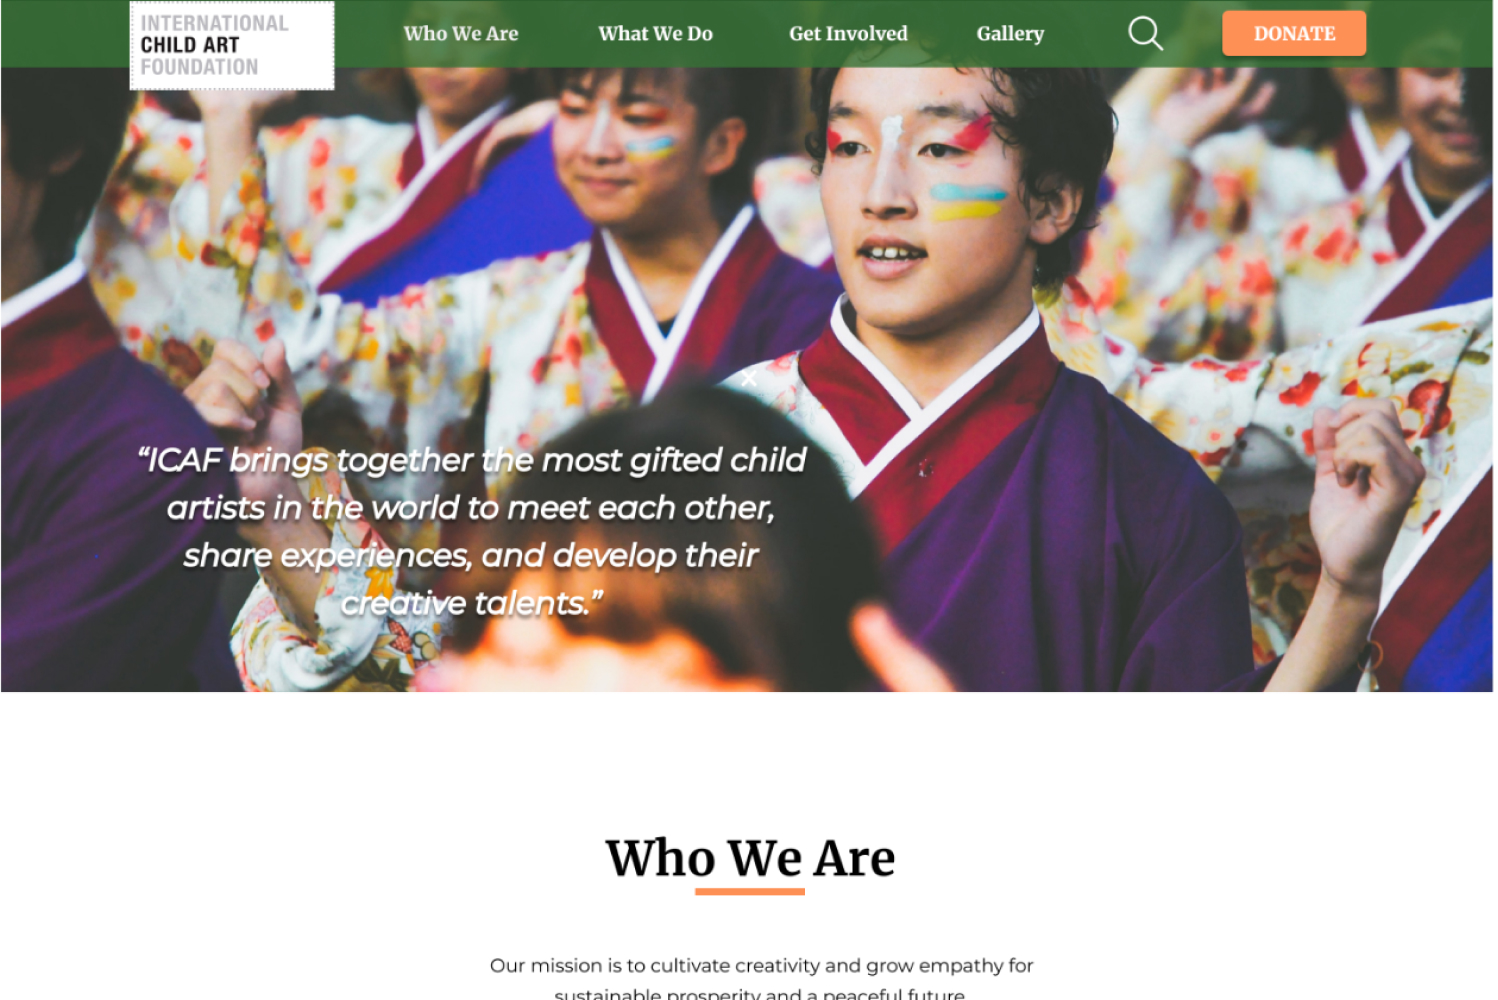 INTERNATIONAL
CHILD ART
FOUNDATION
Who We Are
What We Do
Get Involved
Gallery
DONATE
“ICAF brings together the most gifted child
artists in the world to meet each other,
share experiences, and develop their
creative talents.”
Who We Are
Our mission is to cultivate creativity and grow empathy for
sustainable prosperity and a peaceful future